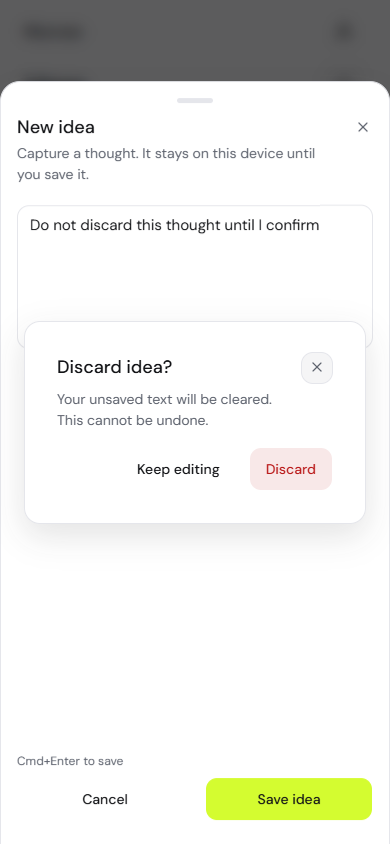 New idea
Capture a thought. It stays on this device until
you save it.
Do not discard this thought until I confirm
Discard idea?
Your unsaved text will be cleared.
This cannot be undone.
Keep editing
Discard
Cmd+Enter to save
Cancel
Save idea